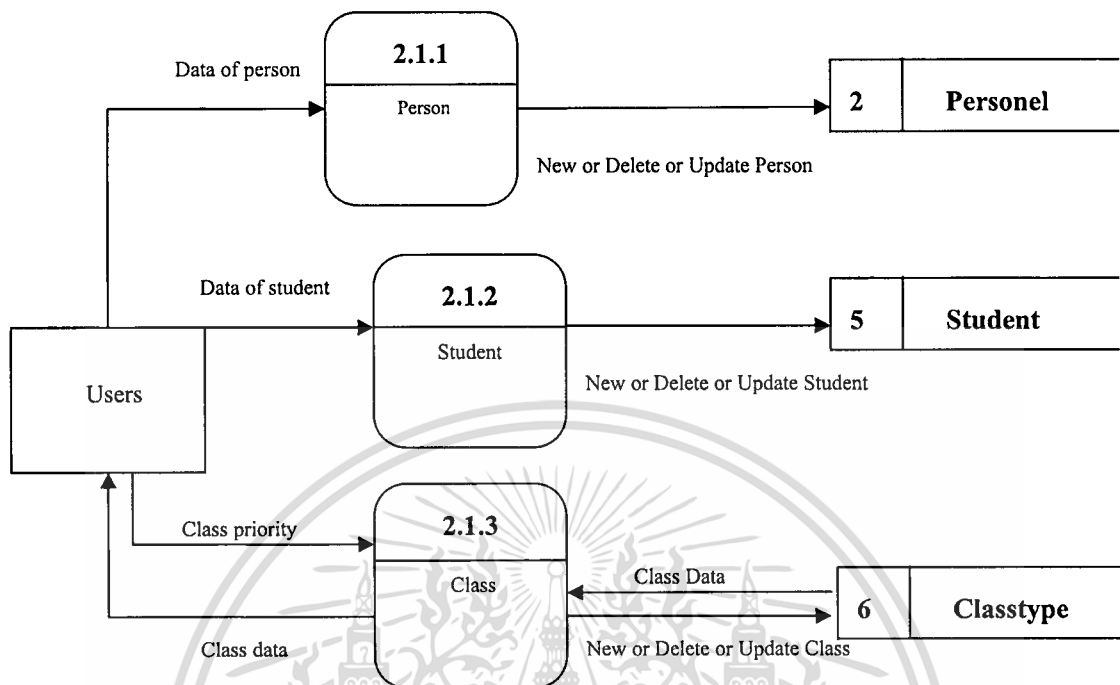 2.1.1
Data of person
Person
2 Personel
New or Delete or Update Person
Data of student
2.1.2
Student
5 Student
New or Delete or Update Student
Users
Class priority
2.1.3
Class
Class Data
6 Classtype
Class data
New or Delete or Update Class